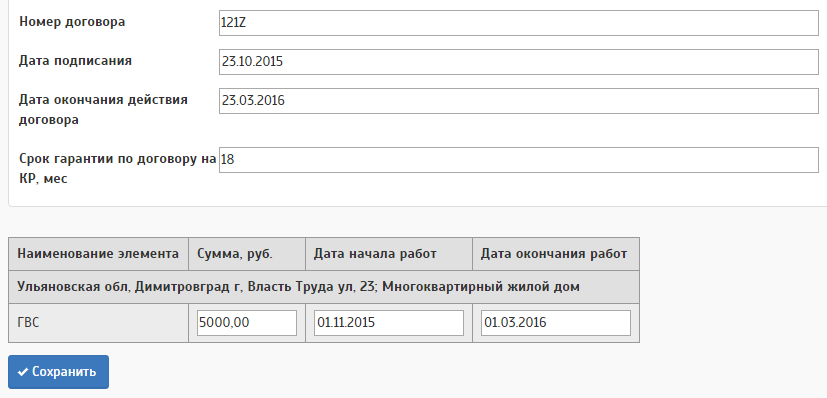 Номер договора 121Z
Дата подписания 23.10.2015
Дата окончания действия 23.03.2016
договора
Срок гарантии по договору на 18
КР, мес
Наименование элемента Сумма, руб. Дата начала работ Дата окончания работ
Ульяновская обл, Димитровград г, Власть Труда ул, 23; Многоквартирный жилой дом
ГВС 5000,00 01.11.2015 01.03.2016
Сохранить